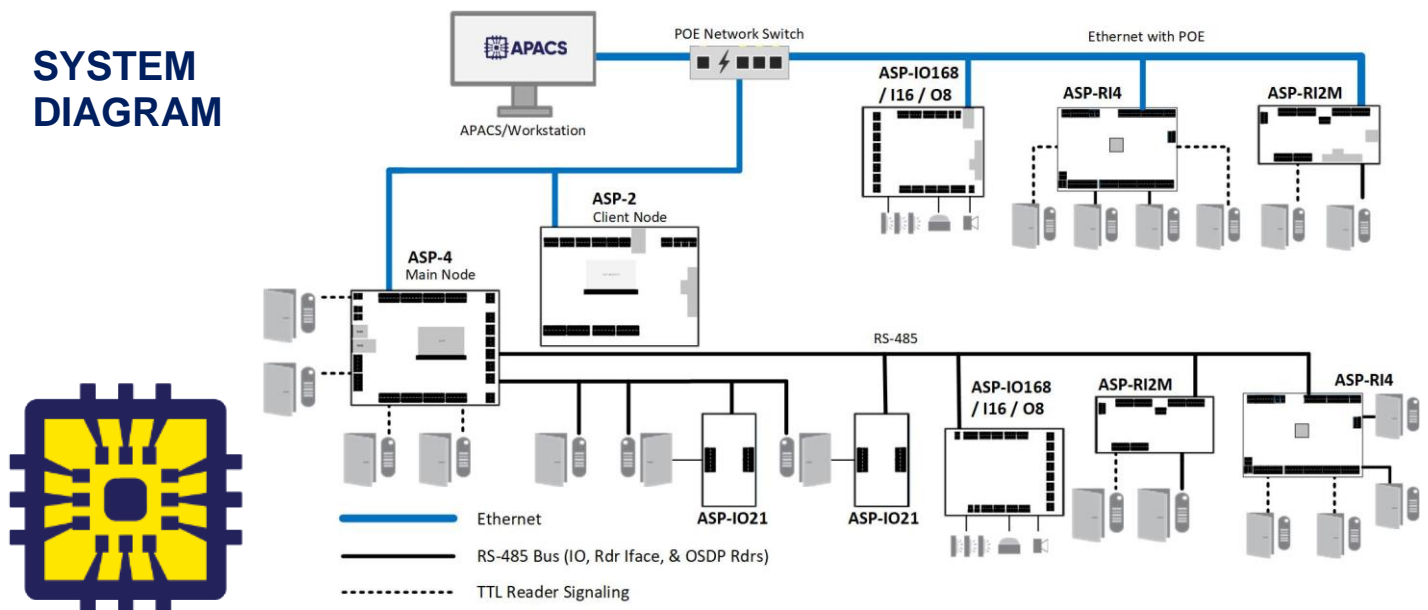 SYSTEM
DIAGRAM
APACS
APACS/Workstation
POE Network Switch
Ethernet with POE
ASP-IO168
/ I16 / O8
ASP-RI4
ASP-RI2M
ASP-2
Client Node
ASP-4
Main Node
RS-485
ASP-IO168
/ I16 / O8
ASP-RI2M
ASP-RI4
ASP-IO21
ASP-IO21
Ethernet
RS-485 Bus (IO, Rdr Iface, & OSDP Rdrs)
TTL Reader Signaling